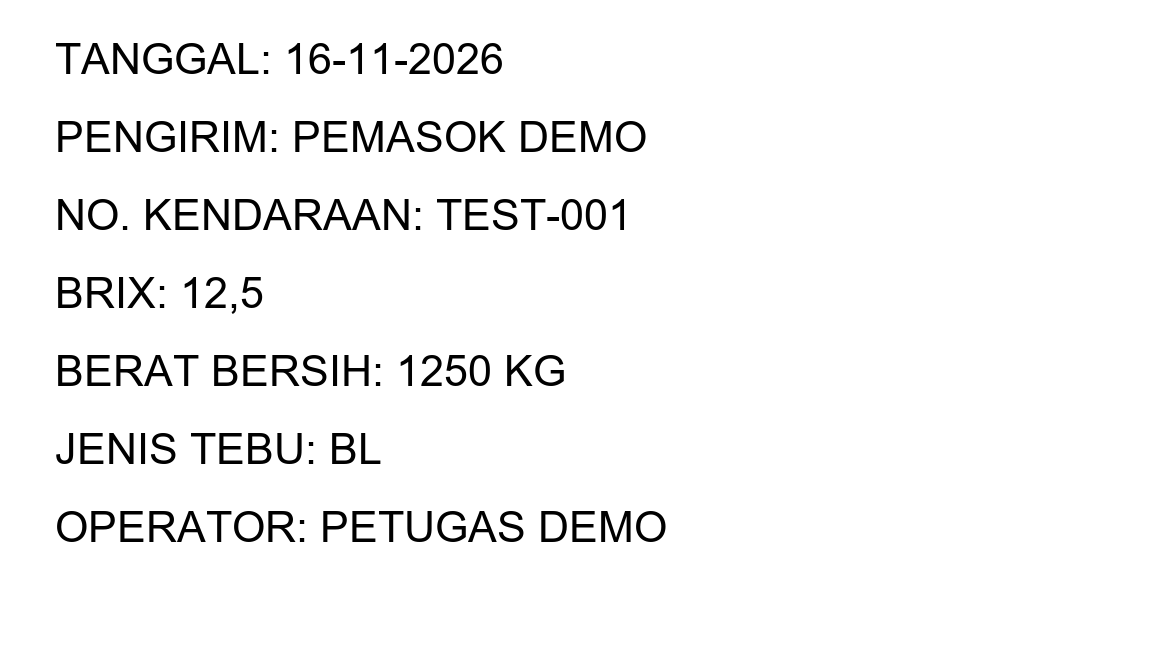 TANGGAL: 16-11-2026
PENGIRIM: PEMASOK DEMO
NO. KENDARAAN: TEST-001
BRIX: 12,5
BERAT BERSIH: 1250 KG
JENIS TEBU: BL
OPERATOR: PETUGAS DEMO